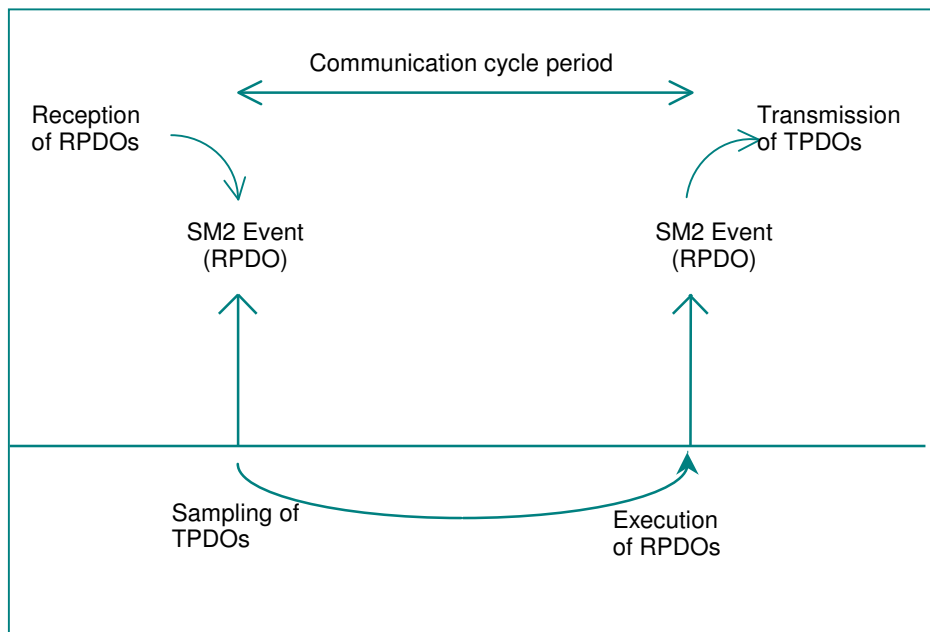 Communication cycle period
Reception
of RPDOs
Transmission
of TPDOs
SM2 Event
(RPDO)
SM2 Event
(RPDO)
Sampling of
TPDOs
Execution
of RPDOs